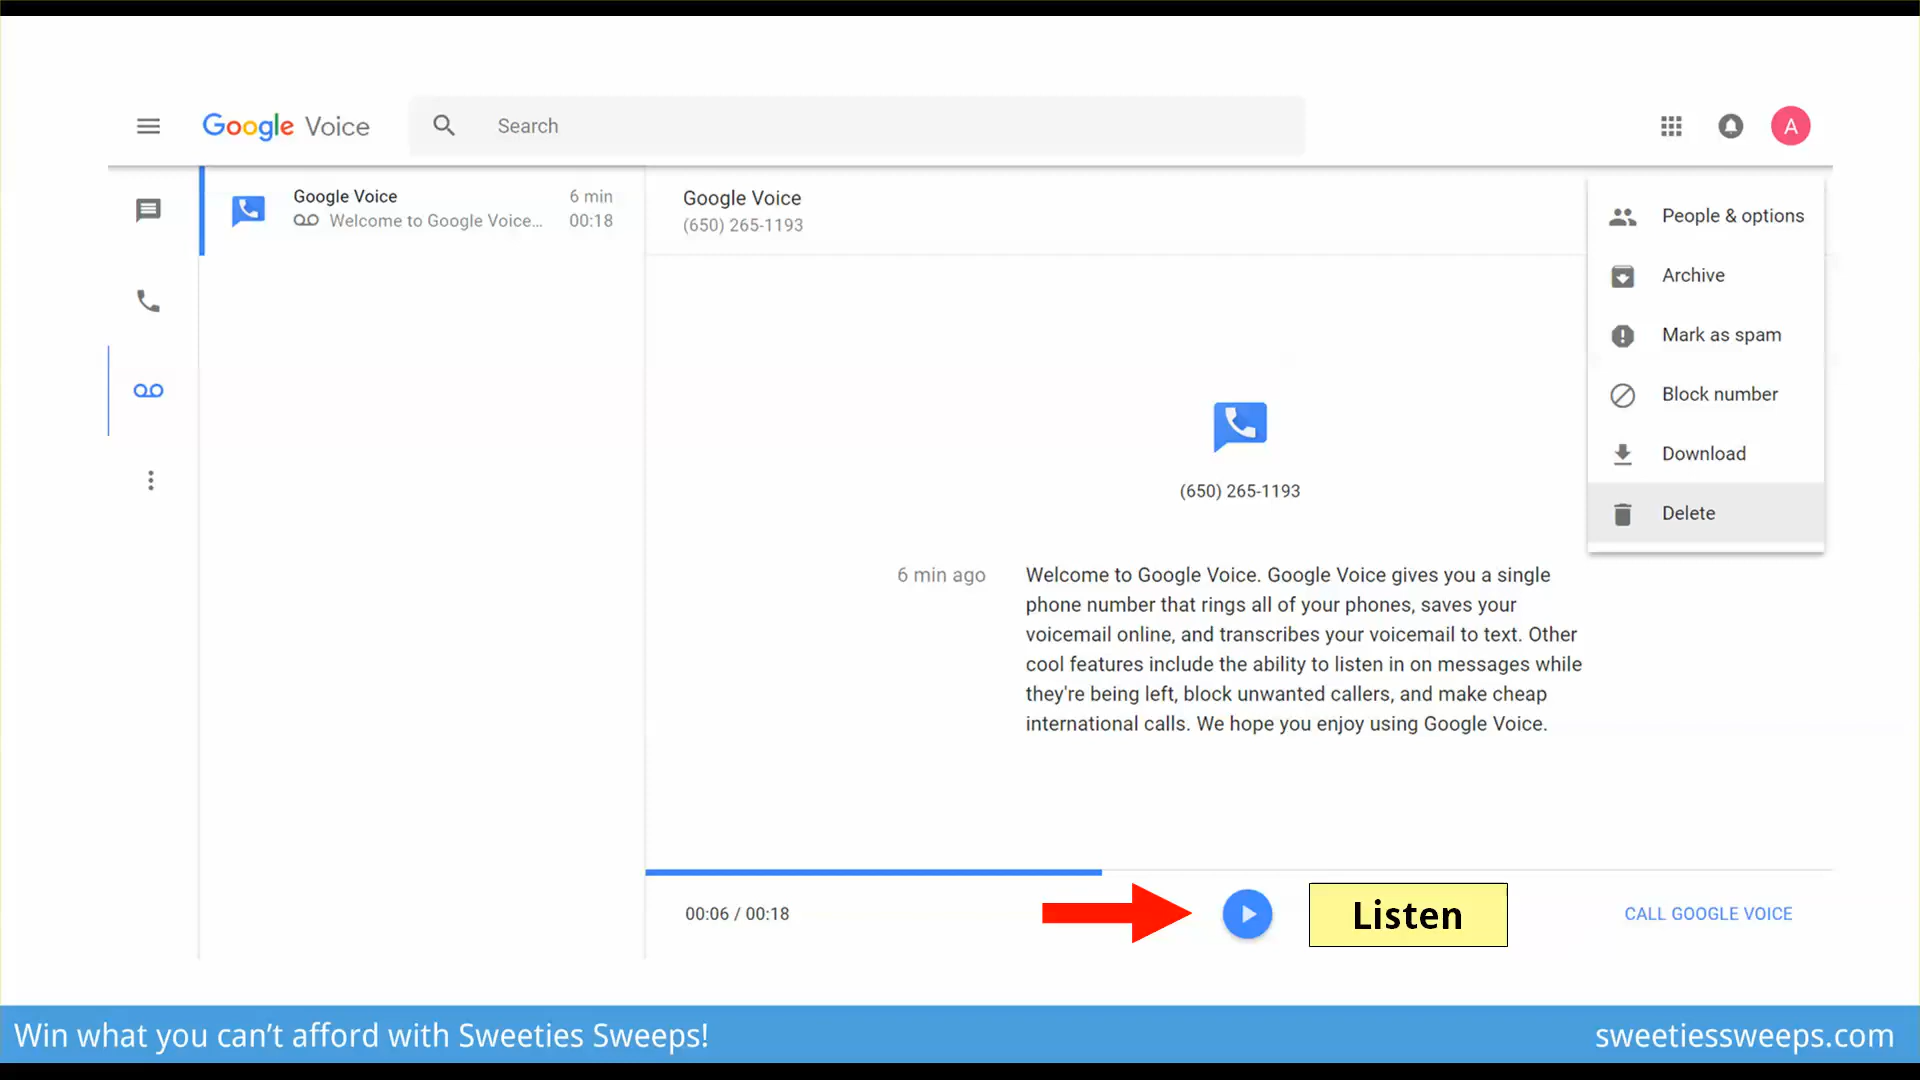 Google Voice
Search
A
Google Voice 6 min
Welcome to Google Voice... 00:18
Google Voice
(650) 265-1193
People & options
Archive
Mark as spam
Block number
Download
Delete
(650) 265-1193
6 min ago
Welcome to Google Voice. Google Voice gives you a single
phone number that rings all of your phones, saves your
voicemail online, and transcribes your voicemail to text. Other
cool features include the ability to listen in on messages while
they're being left, block unwanted callers, and make cheap
international calls. We hope you enjoy using Google Voice.
00:06 / 00:18
Listen
CALL GOOGLE VOICE
Win what you can’t afford with Sweeties Sweeps!
sweetiessweeps.com